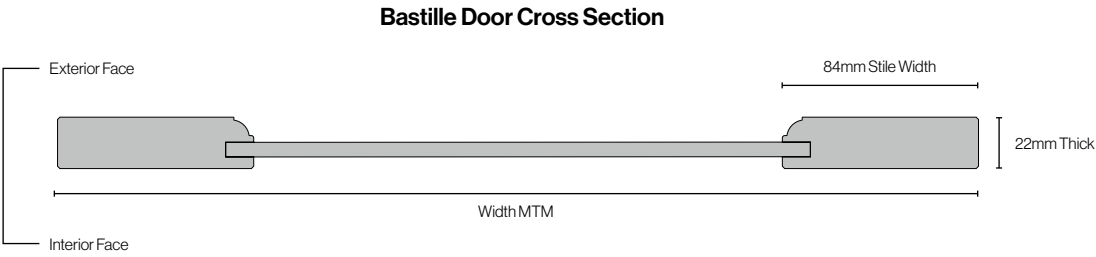 Bastille Door Cross Section
Exterior Face
84mm Stile Width
22mm Thick
Width MTM
Interior Face